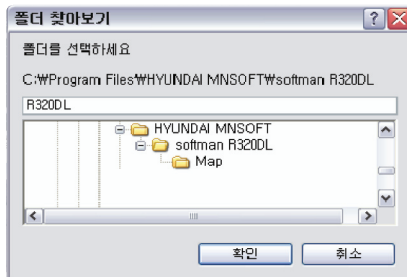 폴더 찾아보기
폴더를 선택하세요
C:₩Program Files₩HYUNDAI MNSOFT₩softman R320DL
R320DL
HYUNDAI MNSOFT
softman R320DL
Map
확인 취소